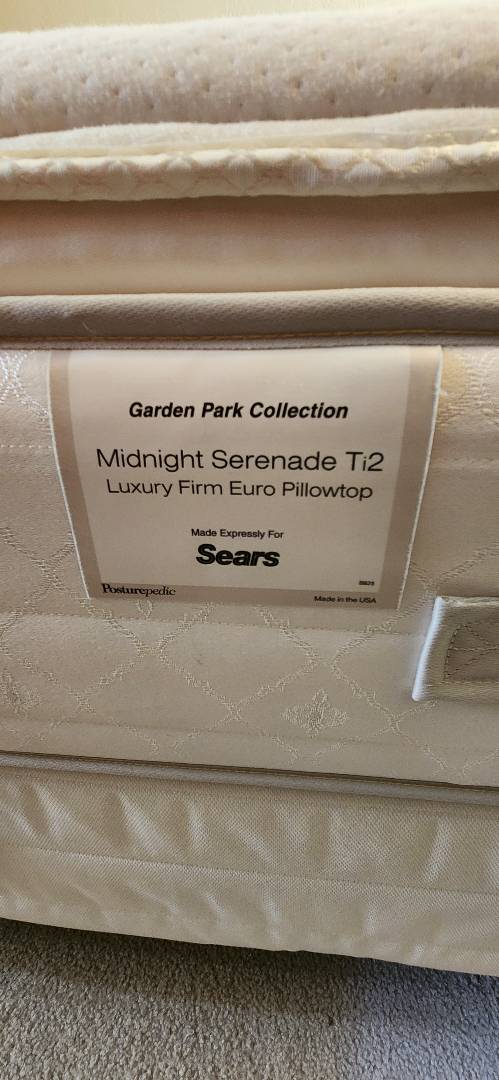 Garden Park Collection
Midnight Serenade Ti2
Luxury Firm Euro Pillowtop
Made Expressly For
Sears
Posturepedic
Made in the USA